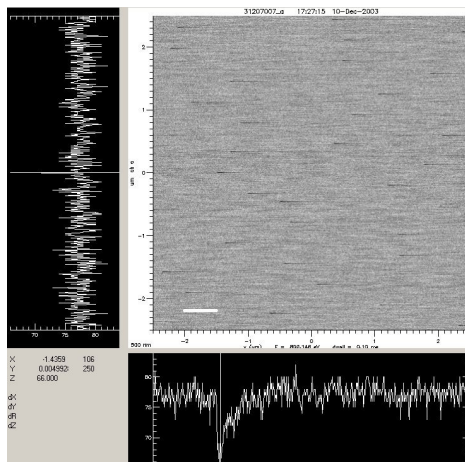 31207007_a 17:27:15 10-Dec-2003
2
1
0
-1
-2
70 75 80
500 nm
-2 -1 0 1 2
X -1.4359 106
Y 0.004992 250
Z 66.000
dX
dY
dR
dZ
80
75
70